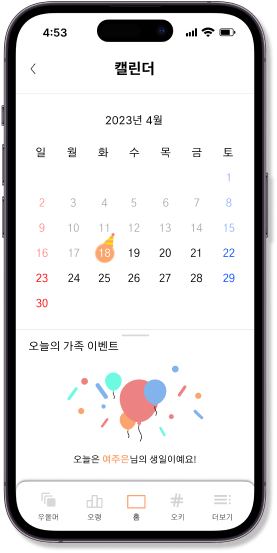 4:53
캘린더
2023년 4월
일 월 화 수 목 금 토
1
2 3 4 5 6 7 8
9 10 11 12 13 14 15
16 17 18 19 20 21 22
23 24 25 26 27 28 29
30
오늘의 가족 이벤트
오늘은 여주은님의 생일이예요!
우몰머 오령 홈 오키 더보기